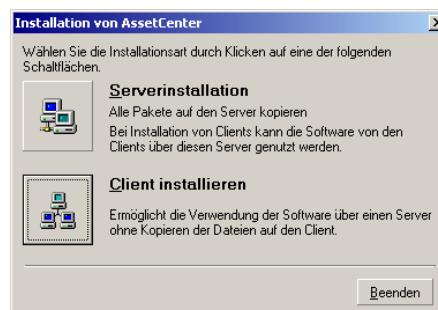 Installation von AssetCenter
Wählen Sie die Installationsart durch Klicken auf eine der folgenden
Schaltflächen.
Serverinstallation
Alle Pakete auf den Server kopieren
Bei Installation von Clients kann die Software von den
Clients über diesen Server genutzt werden.
Client installieren
Ermöglicht die Verwendung der Software über einen Server
ohne Kopieren der Dateien auf den Client.
Beenden